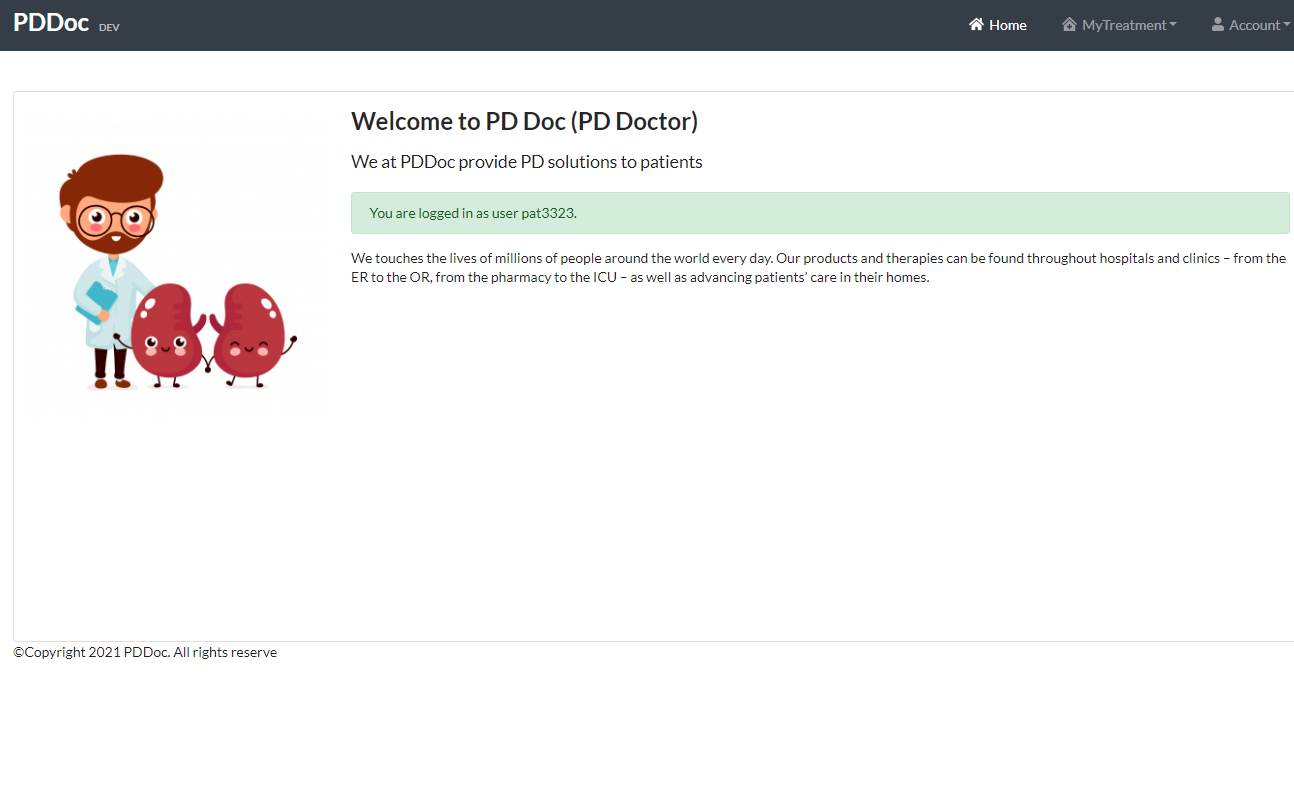 PDDoc DEV Home MyTreatment Account
Welcome to PD Doc (PD Doctor)
We at PDDoc provide PD solutions to patients
You are logged in as user pat3323.
We touches the lives of millions of people around the world every day. Our products and therapies can be found throughout hospitals and clinics – from the
ER to the OR, from the pharmacy to the ICU – as well as advancing patients’ care in their homes.
©Copyright 2021 PDDoc. All rights reserve